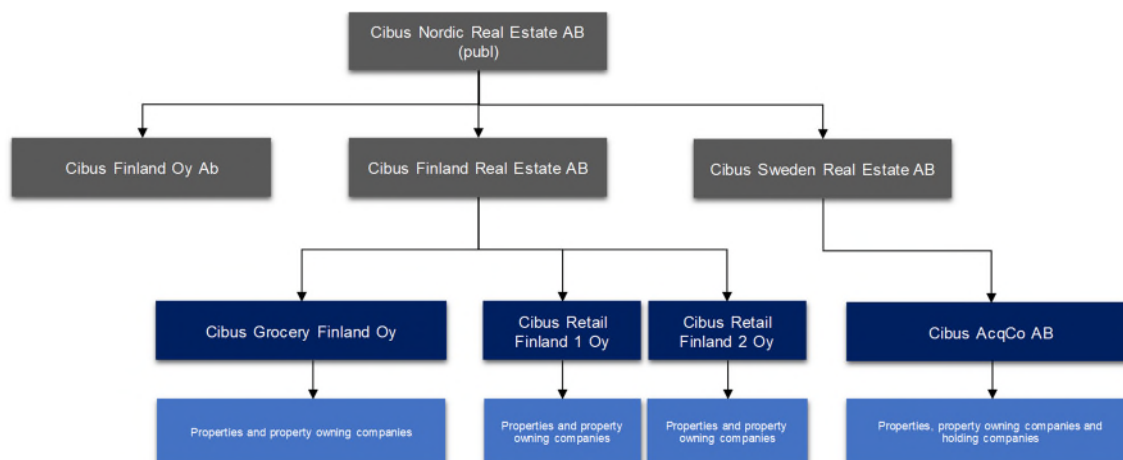 Cibus Nordic Real Estate AB
(publ)
Cibus Finland Oy Ab
Cibus Finland Real Estate AB
Cibus Sweden Real Estate AB
Cibus Grocery Finland Oy
Cibus Retail
Finland 1 Oy
Cibus Retail
Finland 2 Oy
Cibus AcqCo AB
Properties and property owning companies
Properties and property
owning companies
Properties and property
owning companies
Properties, property owning companies and
holding companies